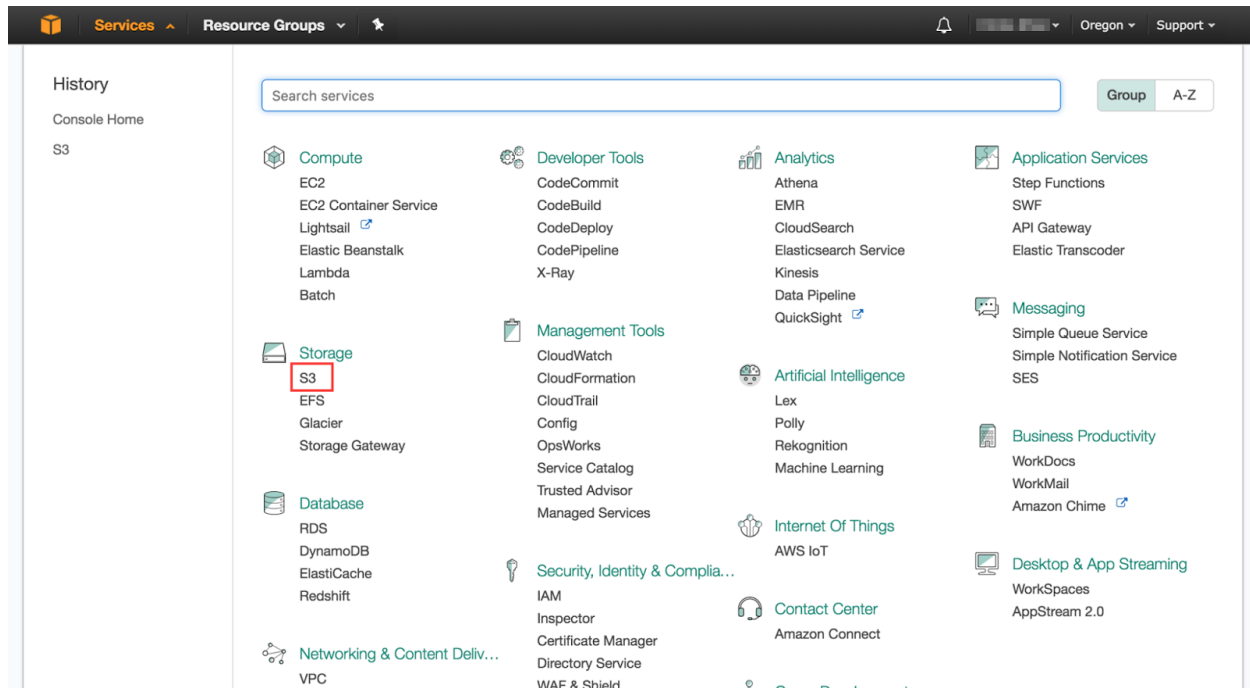 Services
Resource Groups
Oregon
Support
History
Console Home
S3
Search services
Group
A-Z
Compute
EC2
EC2 Container Service
Lightsail
Elastic Beanstalk
Lambda
Batch
Storage
S3
EFS
Glacier
Storage Gateway
Database
RDS
DynamoDB
ElastiCache
Redshift
Networking & Content Deliv...
VPC
Developer Tools
CodeCommit
CodeBuild
CodeDeploy
CodePipeline
X-Ray
Management Tools
CloudWatch
CloudFormation
CloudTrail
Config
OpsWorks
Service Catalog
Trusted Advisor
Managed Services
Security, Identity & Complia...
IAM
Inspector
Certificate Manager
Directory Service
WAF & Shield
Analytics
Athena
EMR
CloudSearch
Elasticsearch Service
Kinesis
Data Pipeline
QuickSight
Artificial Intelligence
Lex
Polly
Rekognition
Machine Learning
Internet Of Things
AWS IoT
Contact Center
Amazon Connect
Application Services
Step Functions
SWF
API Gateway
Elastic Transcoder
Messaging
Simple Queue Service
Simple Notification Service
SES
Business Productivity
WorkDocs
WorkMail
Amazon Chime
Desktop & App Streaming
WorkSpaces
AppStream 2.0